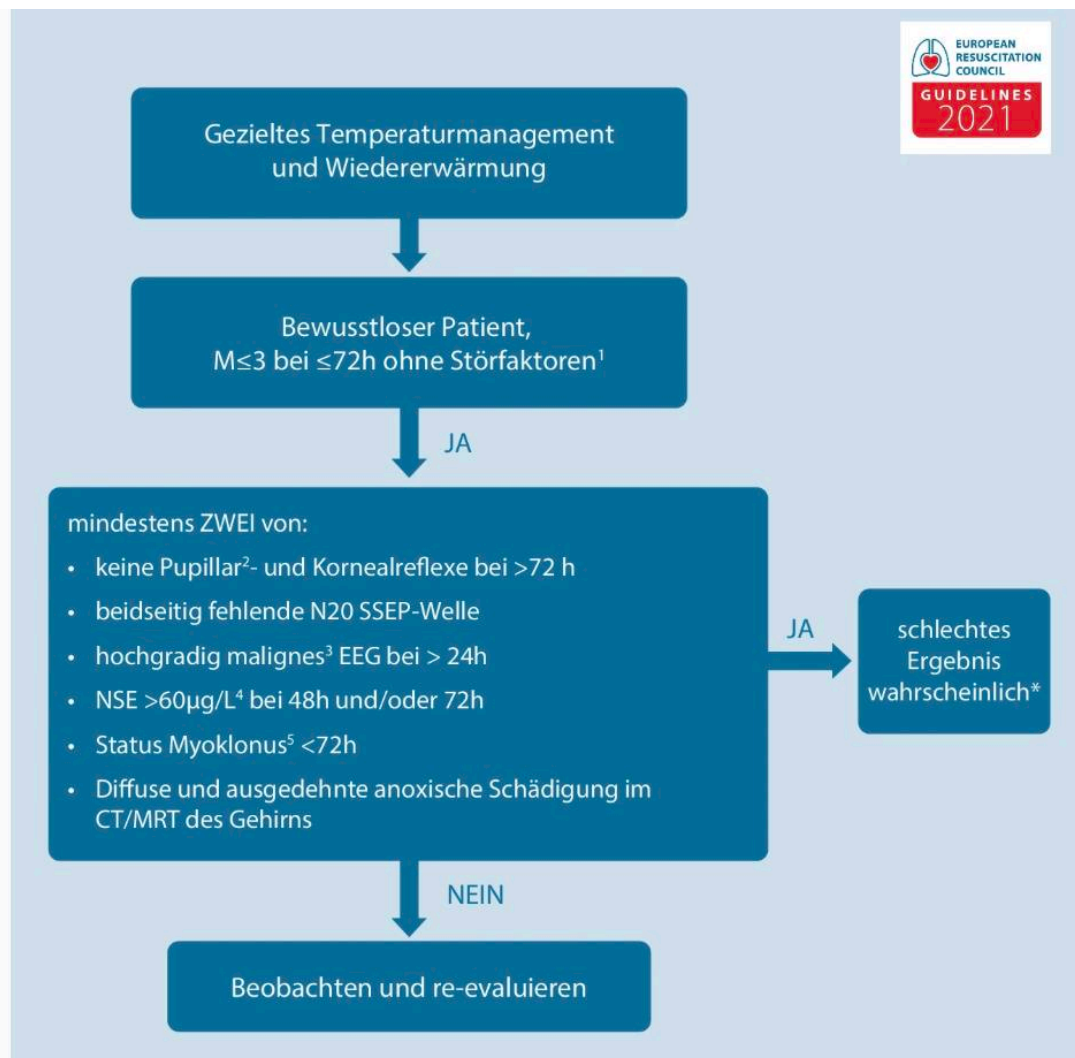 EUROPEAN
RESUSCITATION
COUNCIL
GUIDELINES
2021
Gezieltes Temperaturmanagement
und Wiedererwärmung
Bewusstloser Patient,
M≤3 bei ≤72h ohne Störfaktoren¹
JA
mindestens ZWEI von:
• keine Pupillar²- und Kornealreflexe bei >72 h
• beidseitig fehlende N20 SSEP-Welle
• hochgradig malignes³ EEG bei > 24h
• NSE >60µg/L⁴ bei 48h und/oder 72h
• Status Myoklonus⁵ <72h
• Diffuse und ausgedehnte anoxische Schädigung im
CT/MRT des Gehirns
JA
schlechtes
Ergebnis
wahrscheinlich*
NEIN
Beobachten und re-evaluieren